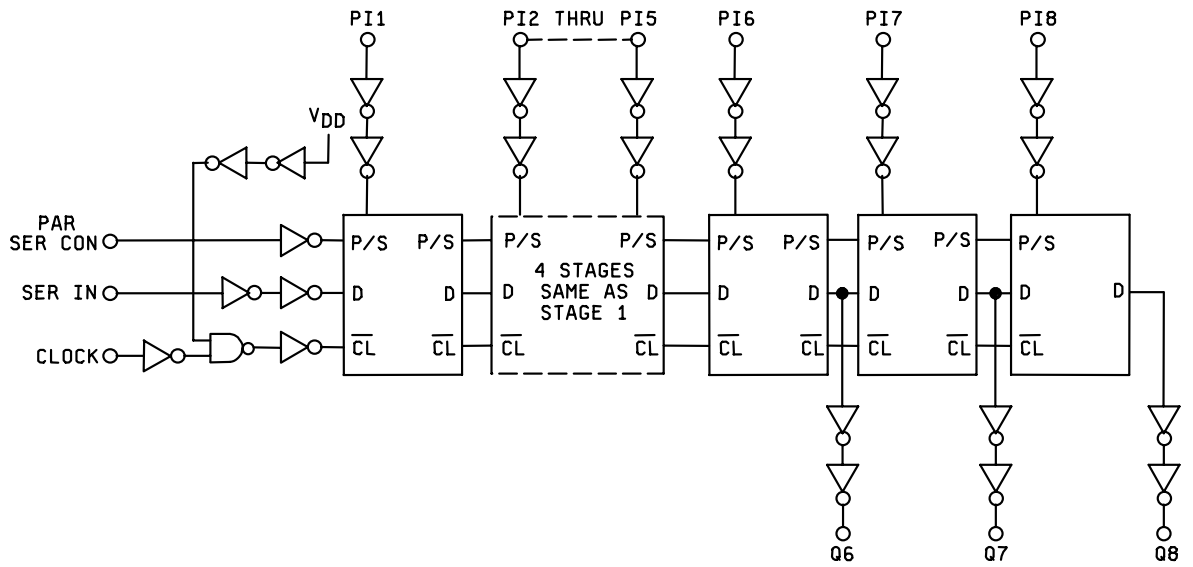 PI1 PI2 THRU PI5 PI6 PI7 PI8
VDD
PAR
SER CON
SER IN
CLOCK
P/S P/S P/S P/S P/S P/S P/S P/S P/S
4 STAGES
SAME AS
STAGE 1
D D D D D D D D D D
CL CL CL CL CL CL CL CL CL
Q6 Q7 Q8